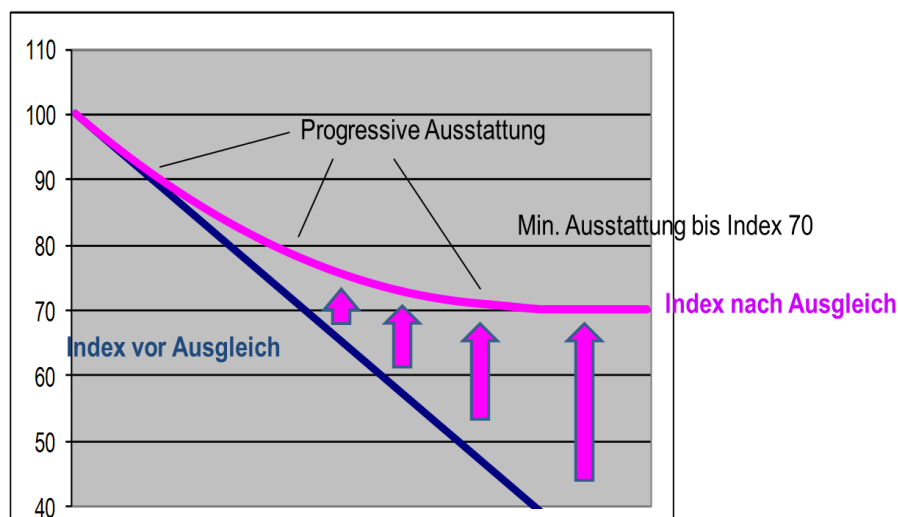 110
100
Progressive Ausstattung
90
Min. Ausstattung bis Index 70
80
70
Index nach Ausgleich
Index vor Ausgleich
60
50
40